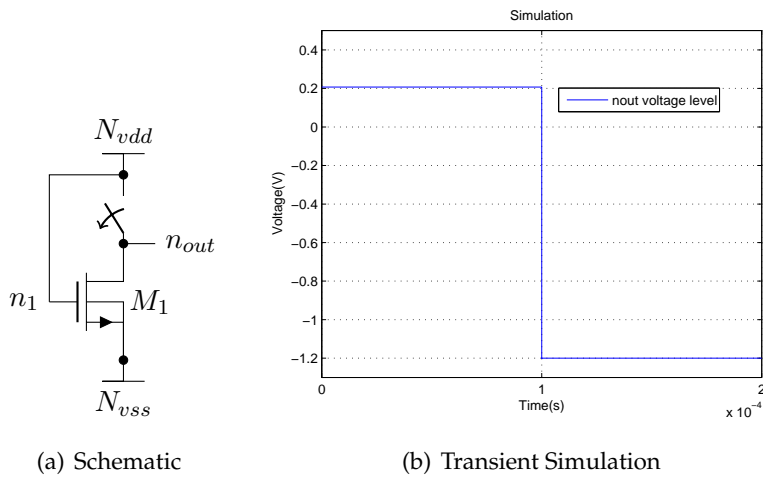 N_vdd
n_out
n_1
M_1
N_vss
(a) Schematic
Simulation
0.4
0.2
0
−0.2
−0.4
−0.6
−0.8
−1
−1.2
Voltage(V)
nout voltage level
0 1 2
Time(s)
x 10^-4
(b) Transient Simulation